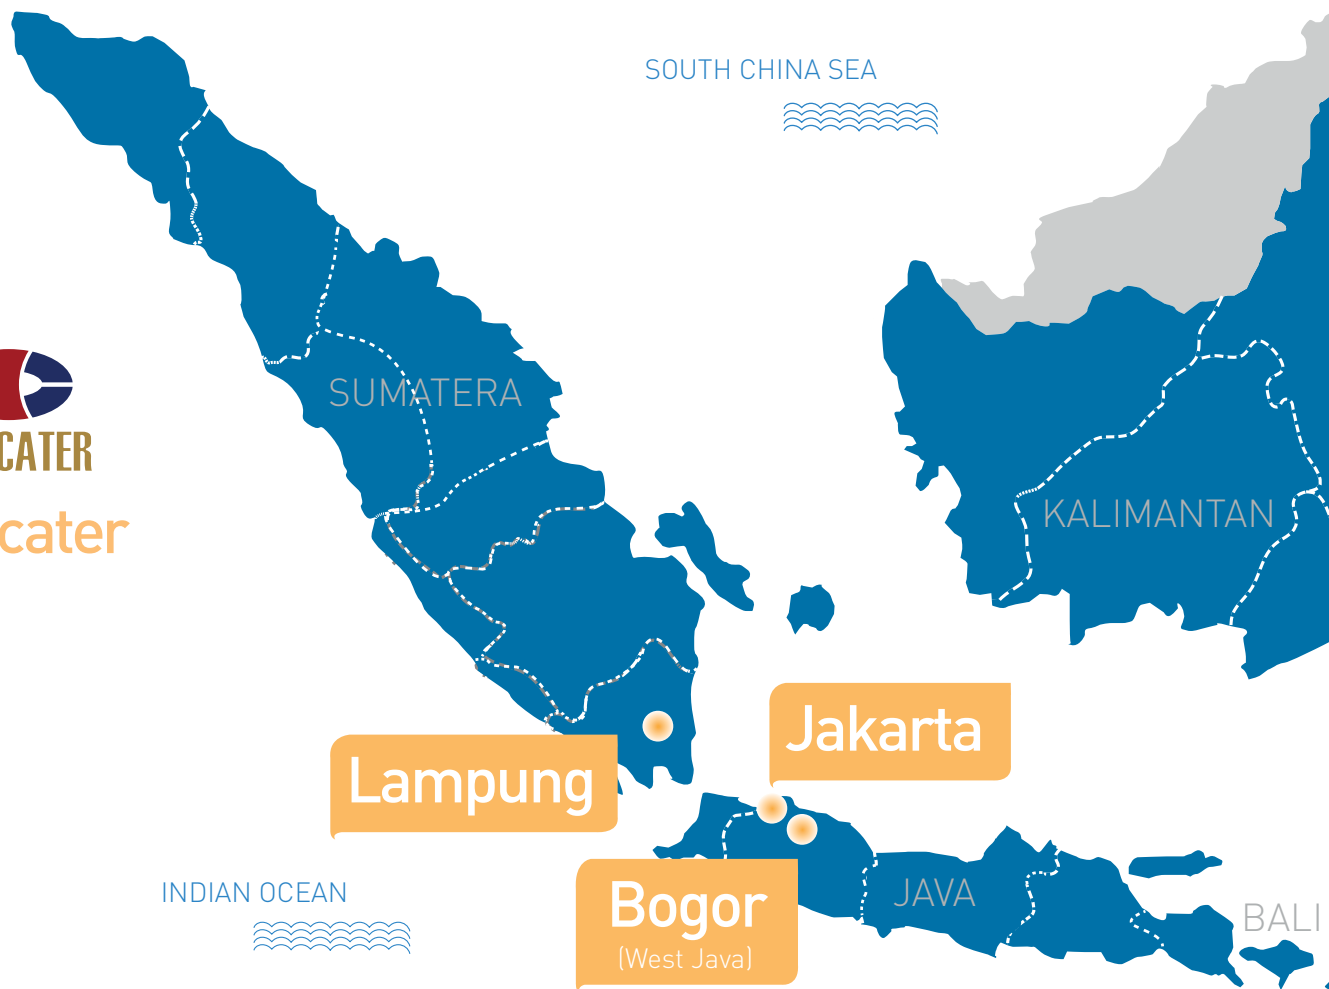 SOUTH CHINA SEA
SUMATERA
CATER
cater
KALIMANTAN
Jakarta
Lampung
Bogor
(West Java)
JAVA
BALI
INDIAN OCEAN